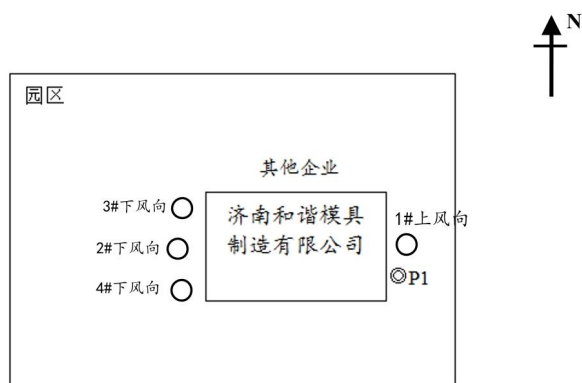 N
园区
其他企业
3#下风向
济南和谐模具
1#上风向
2#下风向
制造有限公司
4#下风向
P1